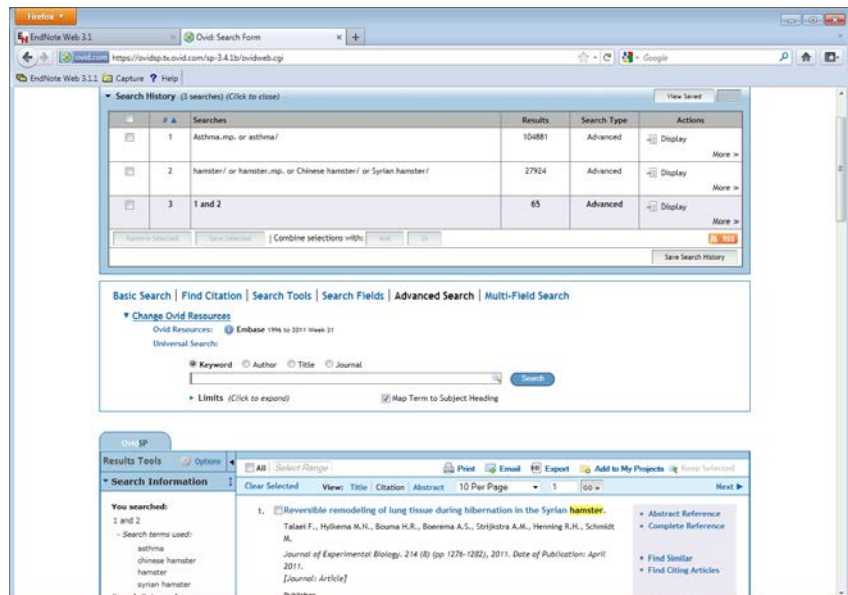 Firefox
EndNote Web 3.1
Ovid: Search Form
ovid.com https://ovidsp.tx.ovid.com/sp-3.4.1b/ovidweb.cgi
Google
EndNote Web 3.1.1 Capture ? Help
Search History (3 searches) (Click to close)
View Saved
# ▲ Searches Results Search Type Actions
1 Asthma.mp. or asthma/ 104881 Advanced Display
More >
2 hamster/ or hamster.mp. or Chinese hamster/ or Syrian hamster/ 27924 Advanced Display
More >
3 1 and 2 65 Advanced Display
More >
Remove Selected Save Selected | Combine selections with: And Or RSS
Save Search History
Basic Search | Find Citation | Search Tools | Search Fields | Advanced Search | Multi-Field Search
Change Ovid Resources
Ovid Resources: Embase 1996 to 2011 Week 21
Universal Search:
Keyword Author Title Journal
Search
Limits (Click to expand) Map Term to Subject Heading
OvidSP
Results Tools Options
All Select Range Print Email Export Add to My Projects Keep Selected
Search Information
Clear Selected View: Title | Citation | Abstract 10 Per Page 1 GO Next
You searched:
1 and 2
- Search terms used:
asthma
chinese hamster
hamster
syrian hamster
1. Reversible remodeling of lung tissue during hibernation in the Syrian hamster.
Talaei F., Hylkema M.N., Bouma H.R., Boerema A.S., Strijkstra A.M., Henning R.H., Schmidt
M.
Journal of Experimental Biology. 214 (8) (pp 1276-1282), 2011. Date of Publication: April
2011.
[Journal: Article]
Publisher
Abstract Reference
Complete Reference
Find Similar
Find Citing Articles